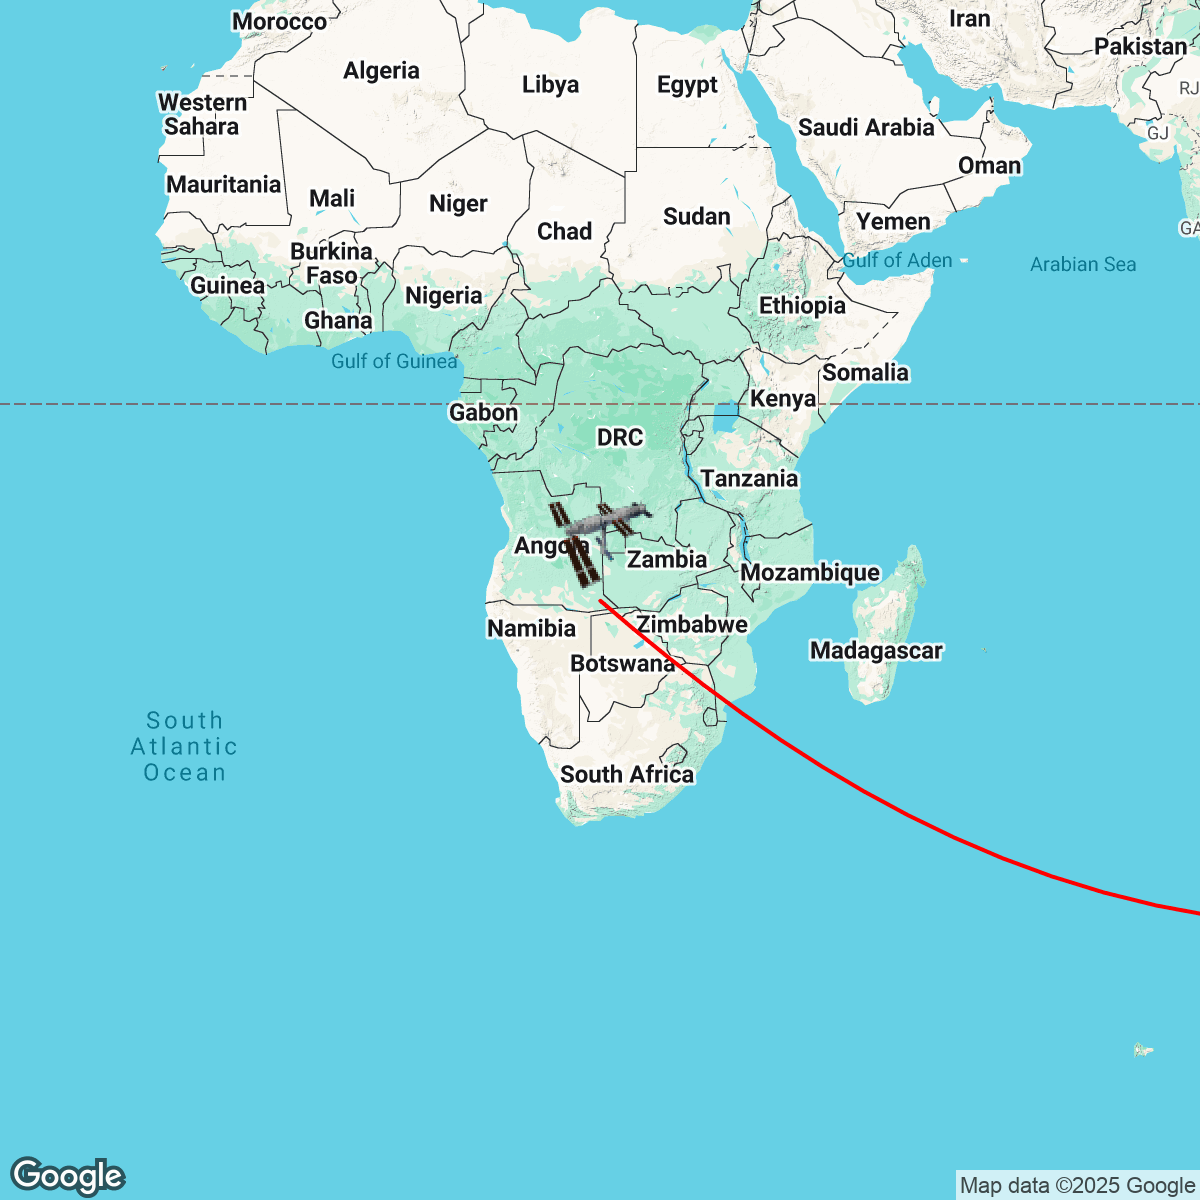 Morocco
Iran
Pakistan
Algeria
Libya
Egypt
RJ
Western
Sahara
Saudi Arabia
GJ
Oman
Mauritania
Mali
Niger
Sudan
Yemen
Chad
GA
Burkina
Faso
Gulf of Aden
Arabian Sea
Guinea
Nigeria
Ethiopia
Ghana
Gulf of Guinea
Somalia
Kenya
Gabon
DRC
Tanzania
Angola
Zambia
Mozambique
Namibia
Zimbabwe
Madagascar
Botswana
South
Atlantic
Ocean
South Africa
Google
Map data ©2025 Google